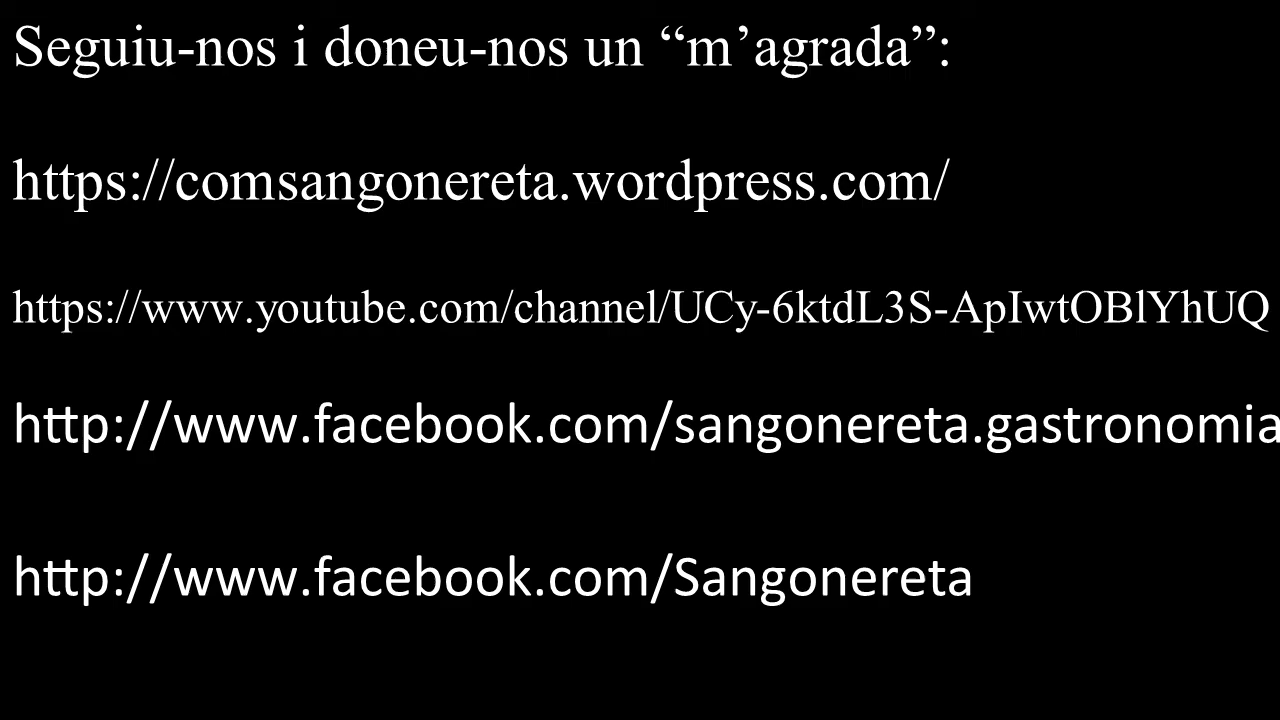 Seguiu-nos i doneu-nos un “m’agrada”:
https://comsangonereta.wordpress.com/
https://www.youtube.com/channel/UCy-6ktdL3S-ApIwtOBlYhUQ
http://www.facebook.com/sangonereta.gastronomia
http://www.facebook.com/Sangonereta